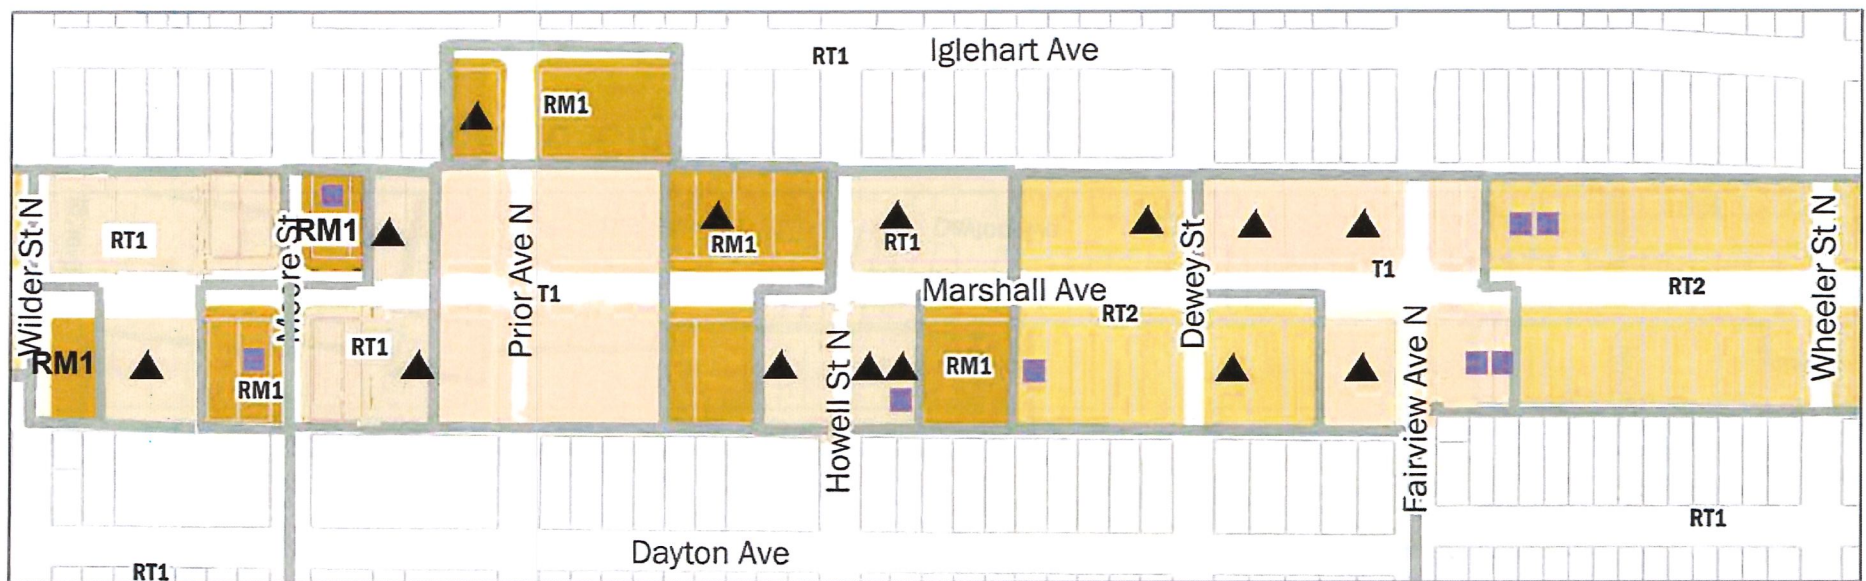 RT1
Iglehart Ave
RM1
Wilder St N
RT1
Moore St
RM1
Prior Ave N
RM1
RT1
Dewey St
T1
Wheeler St N
T1
Marshall Ave
RT2
RT2
RM1
RT1
RM1
Howell St N
RM1
Fairview Ave N
RT1
Dayton Ave
RT1